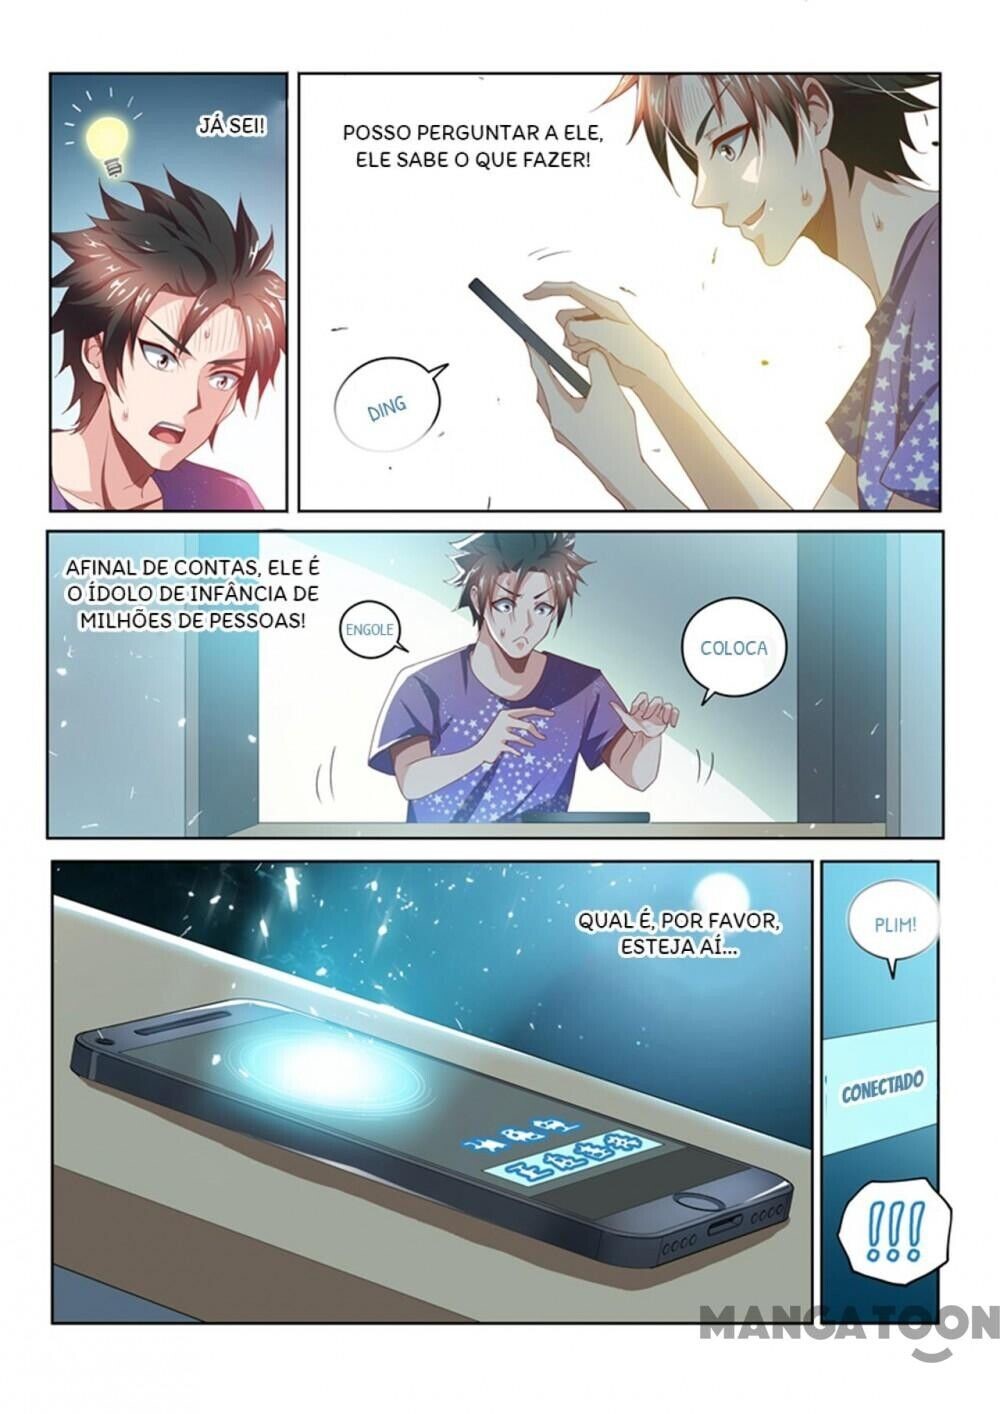 JÁ SEI!
POSSO PERGUNTAR A ELE,
ELE SABE O QUE FAZER!
DING
AFINAL DE CONTAS, ELE É
O ÍDOLO DE INFÂNCIA DE
MILHÕES DE PESSOAS!
ENGOLE
COLOCA
QUAL É, POR FAVOR,
ESTEJA AÍ...
PLIM!
CONECTADO
!!!
MANGATOON